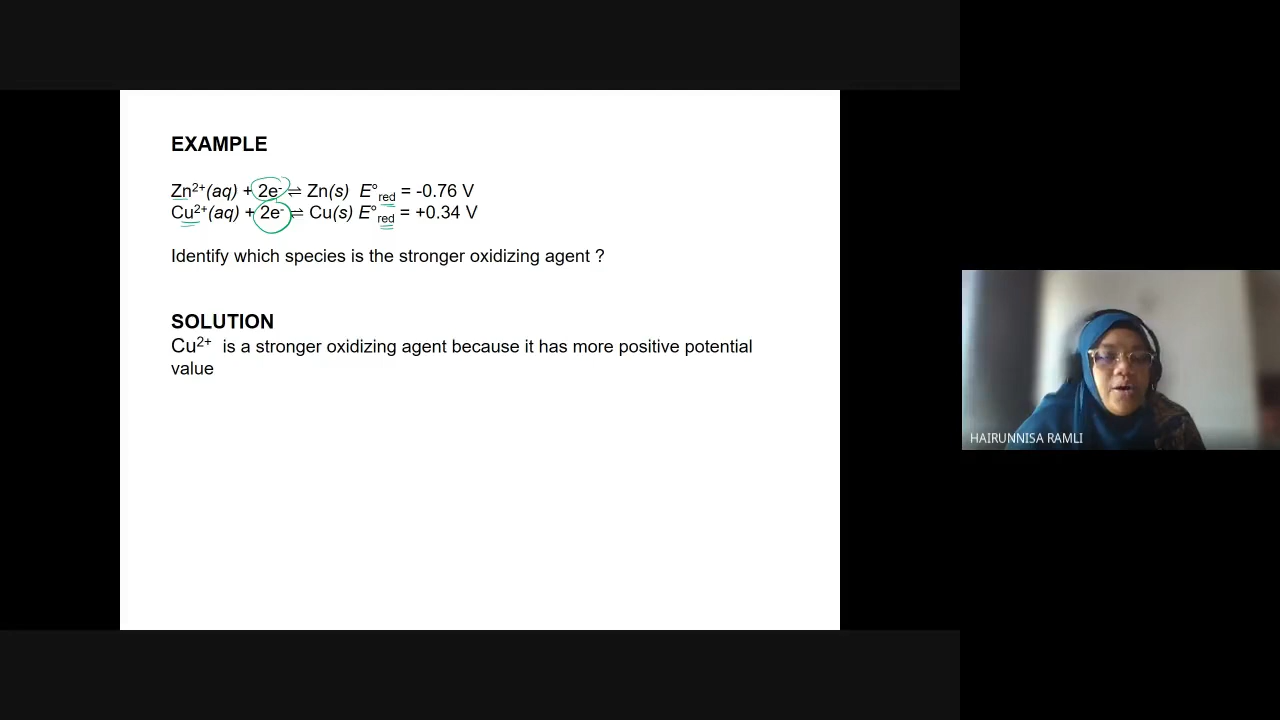 EXAMPLE
Zn²⁺(aq) + 2e⁻ ⇌ Zn(s) E°red = -0.76 V
Cu²⁺(aq) + 2e⁻ ⇌ Cu(s) E°red = +0.34 V
Identify which species is the stronger oxidizing agent ?
SOLUTION
Cu²⁺ is a stronger oxidizing agent because it has more positive potential
value
HAIRUNNISA RAMLI